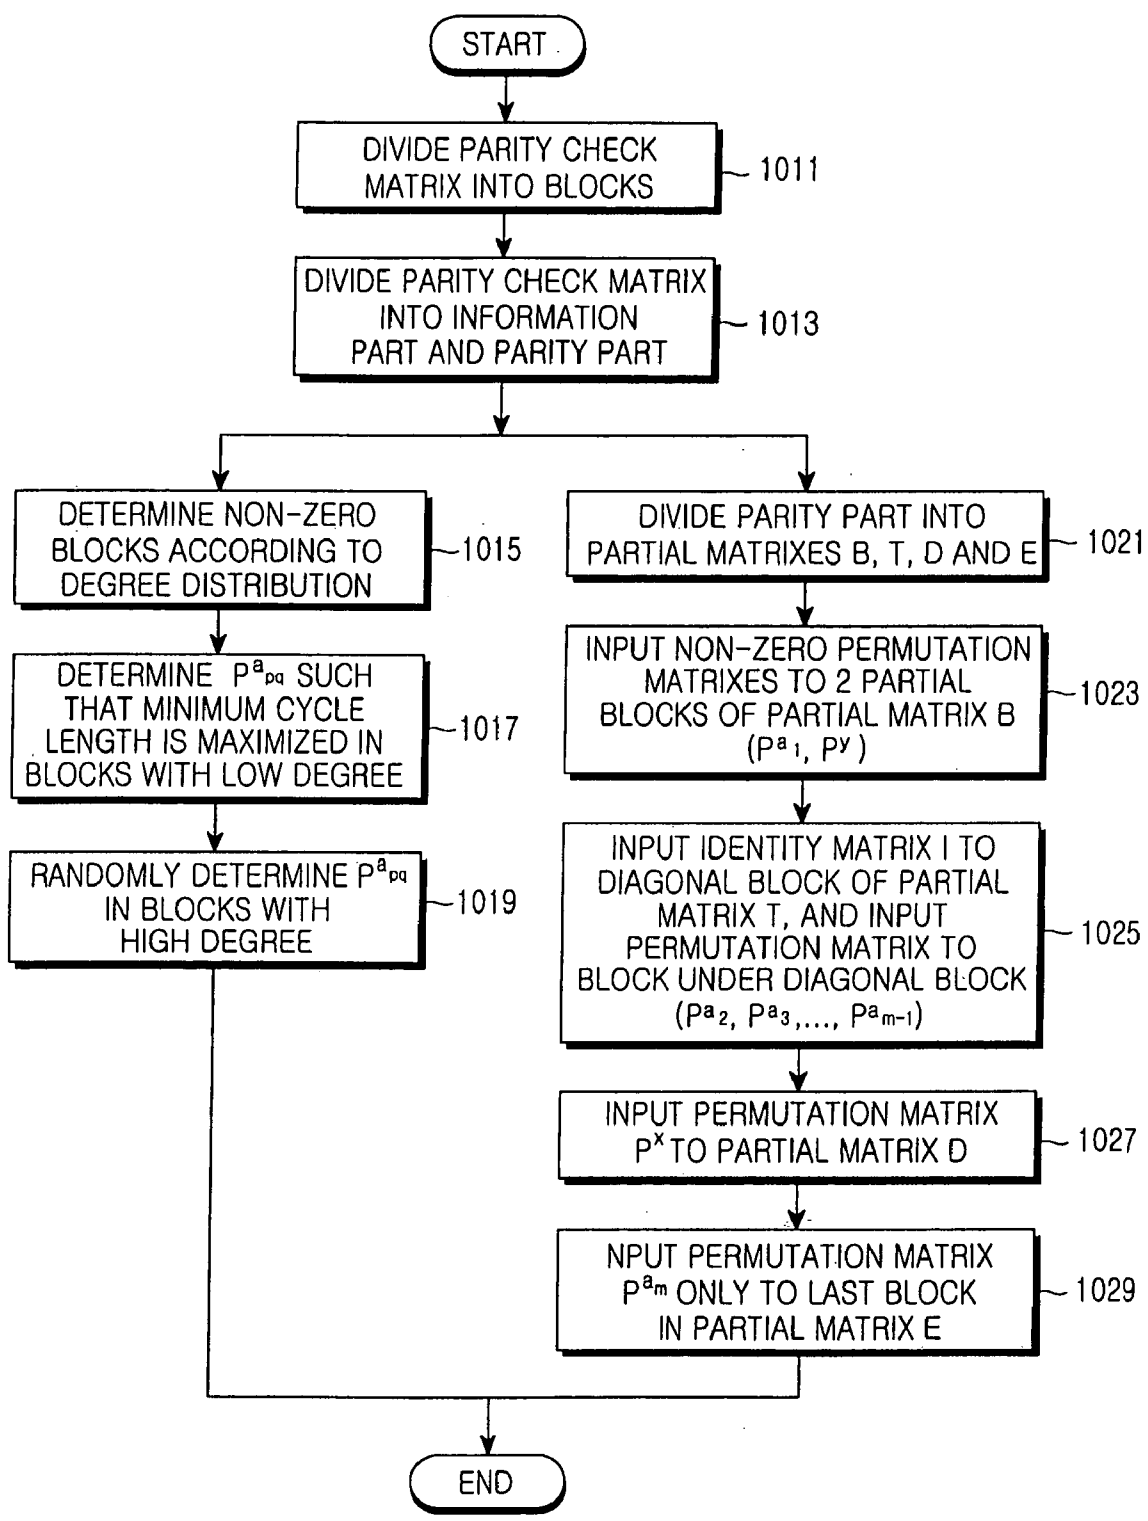 START
DIVIDE PARITY CHECK
MATRIX INTO BLOCKS
1011
DIVIDE PARITY CHECK MATRIX
INTO INFORMATION
PART AND PARITY PART
1013
DETERMINE NON-ZERO
BLOCKS ACCORDING TO
DEGREE DISTRIBUTION
1015
DETERMINE P^a_pq SUCH
THAT MINIMUM CYCLE
LENGTH IS MAXIMIZED IN
BLOCKS WITH LOW DEGREE
1017
RANDOMLY DETERMINE P^a_pq
IN BLOCKS WITH
HIGH DEGREE
1019
DIVIDE PARITY PART INTO
PARTIAL MATRIXES B, T, D AND E
1021
INPUT NON-ZERO PERMUTATION
MATRIXES TO 2 PARTIAL
BLOCKS OF PARTIAL MATRIX B
(P^a_1, P^y)
1023
INPUT IDENTITY MATRIX I TO
DIAGONAL BLOCK OF PARTIAL
MATRIX T, AND INPUT
PERMUTATION MATRIX TO
BLOCK UNDER DIAGONAL BLOCK
(P^a_2, P^a_3,..., P^a_m-1)
1025
INPUT PERMUTATION MATRIX
P^x TO PARTIAL MATRIX D
1027
NPUT PERMUTATION MATRIX
P^a_m ONLY TO LAST BLOCK
IN PARTIAL MATRIX E
1029
END